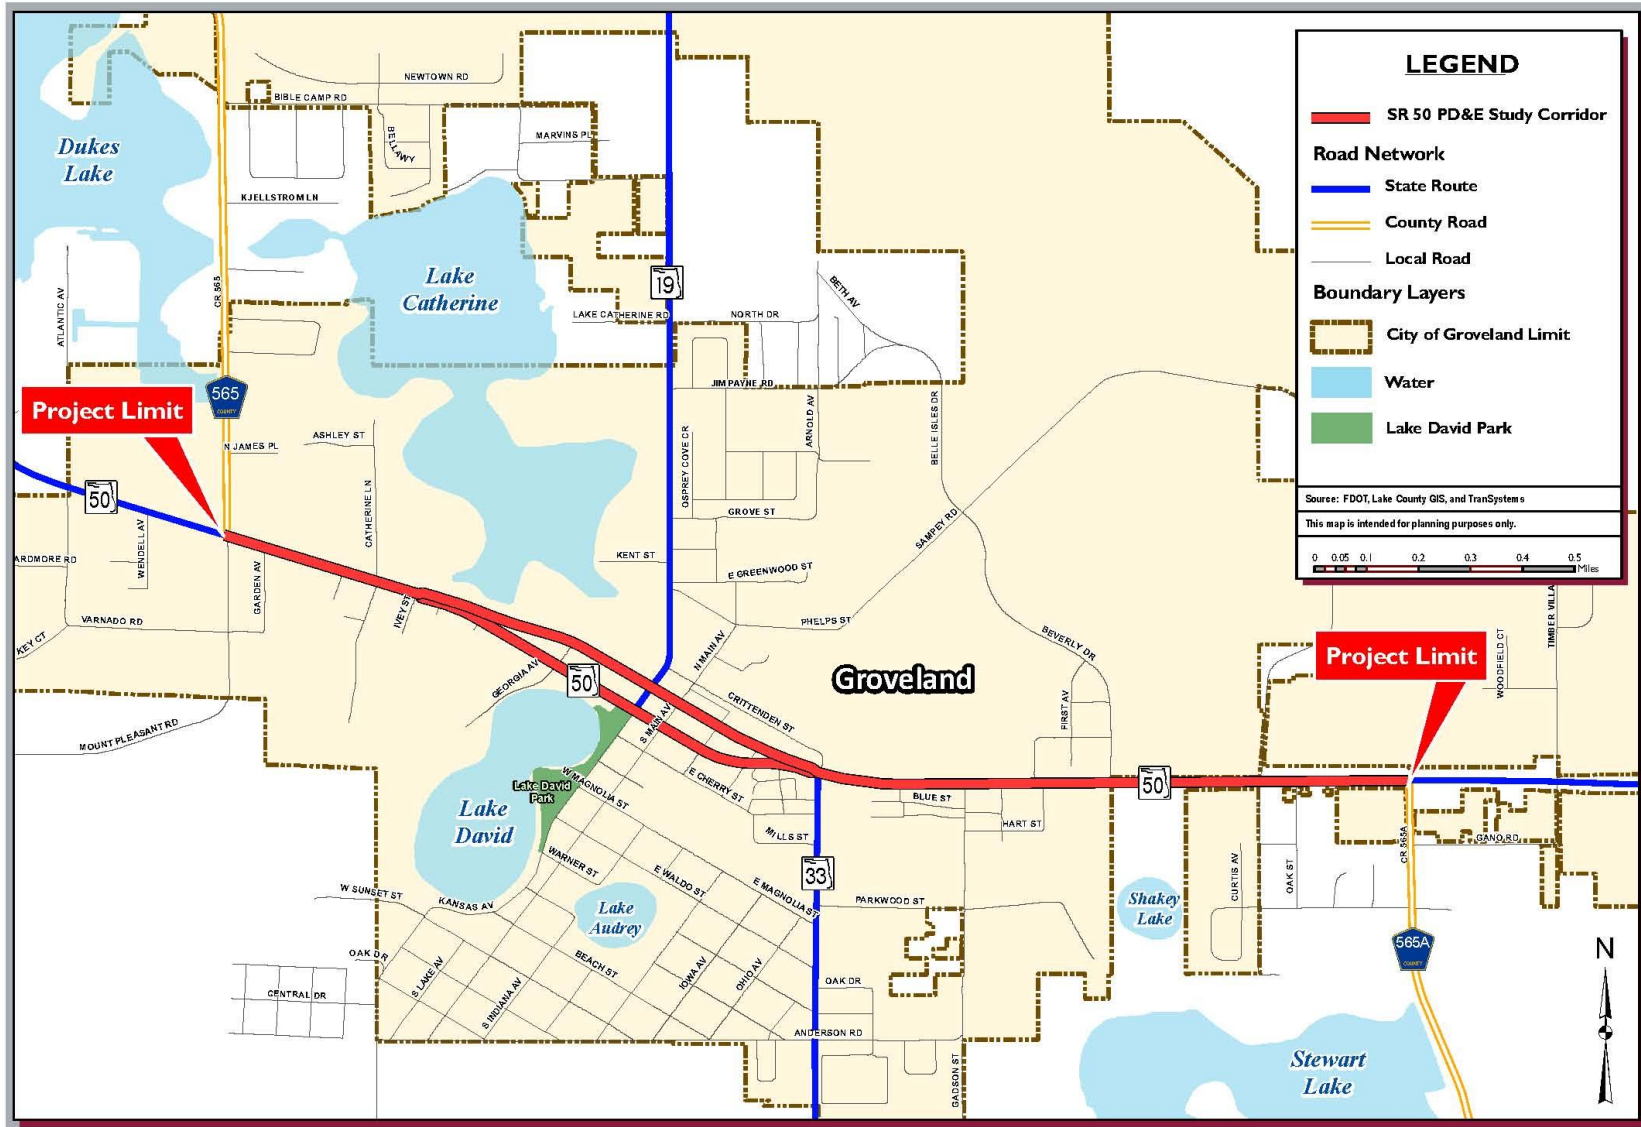 LEGEND
SR 50 PD&E Study Corridor
Road Network
State Route
County Road
Local Road
Boundary Layers
City of Groveland Limit
Water
Lake David Park
Source: FDOT, Lake County GIS, and TranSystems
This map is intended for planning purposes only.
0 0.05 0.1 0.2 0.3 0.4 0.5
Miles
NEWTOWN RD
BIBLE CAMP RD
BELLAWY
MARVINS PL
Dukes
Lake
KJELLSTROM LN
Lake
Catherine
CR 565
ATLANTIC AV
19
LAKE CATHERINE RD
NORTH DR
BETH AV
JIM PAYNE RD
565
COUNTY
Project Limit
N JAMES PL
ASHLEY ST
CATHERINE LN
OSPREY COVE CR
ARNOLD AV
BELLE ISLES DR
50
GROVE ST
SAMPEY RD
WENDELL AV
ARDMORE RD
KENT ST
E GREENWOOD ST
GARDEN AV
IVEY ST
VARNADO RD
KEY CT
PHELPS ST
N MAIN AV
BEVERLY DR
TIMBER VILLA
WOODFIELD CT
Project Limit
Groveland
GEORGIA AV
50
CRITTENDEN ST
S MAIN AV
FIRST AV
MOUNT PLEASANT RD
50
E CHERRY ST
W MAGNOLIA ST
Lake David
Park
Lake
David
BLUE ST
HART ST
MILLS ST
CR 565A
GANO RD
WARNER ST
E WALDO ST
E MAGNOLIA ST
33
CURTIS AV
OAK ST
W SUNSET ST
KANSAS AV
Lake
Audrey
PARKWOOD ST
Shakey
Lake
565A
COUNTY
N
OAK DR
BEACH ST
S LAKE AV
S INDIANA AV
IOWA AV
OHIO AV
OAK DR
CENTRAL DR
ANDERSON RD
GADSON ST
Stewart
Lake